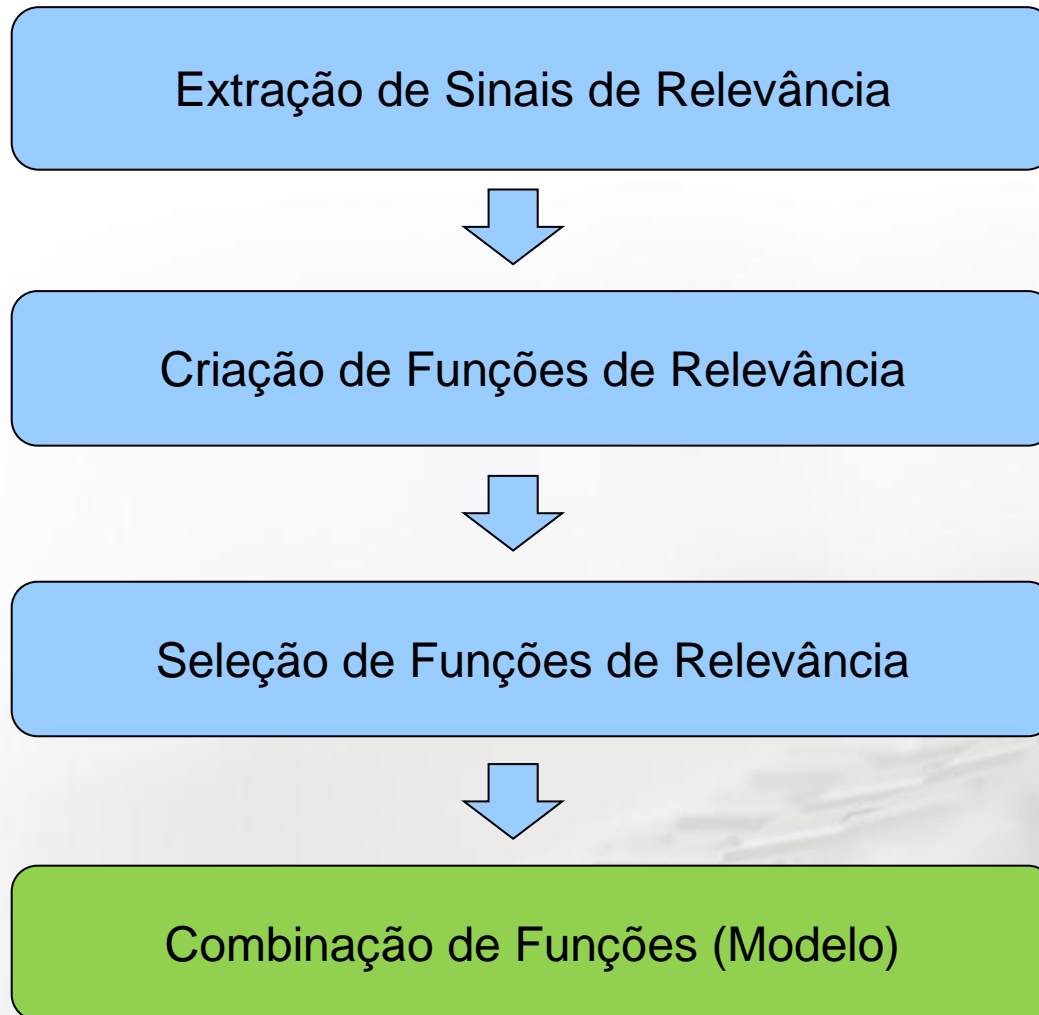 Extração de Sinais de Relevância
Criação de Funções de Relevância
Seleção de Funções de Relevância
Combinação de Funções (Modelo)